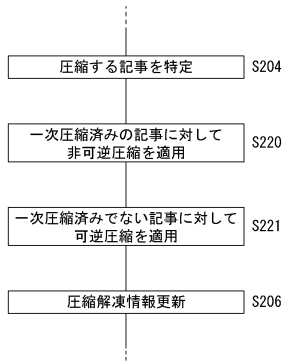 圧縮する記事を特定 S204
一次圧縮済みの記事に対して
非可逆圧縮を適用 S220
一次圧縮済みでない記事に対して
可逆圧縮を適用 S221
圧縮解凍情報更新 S206